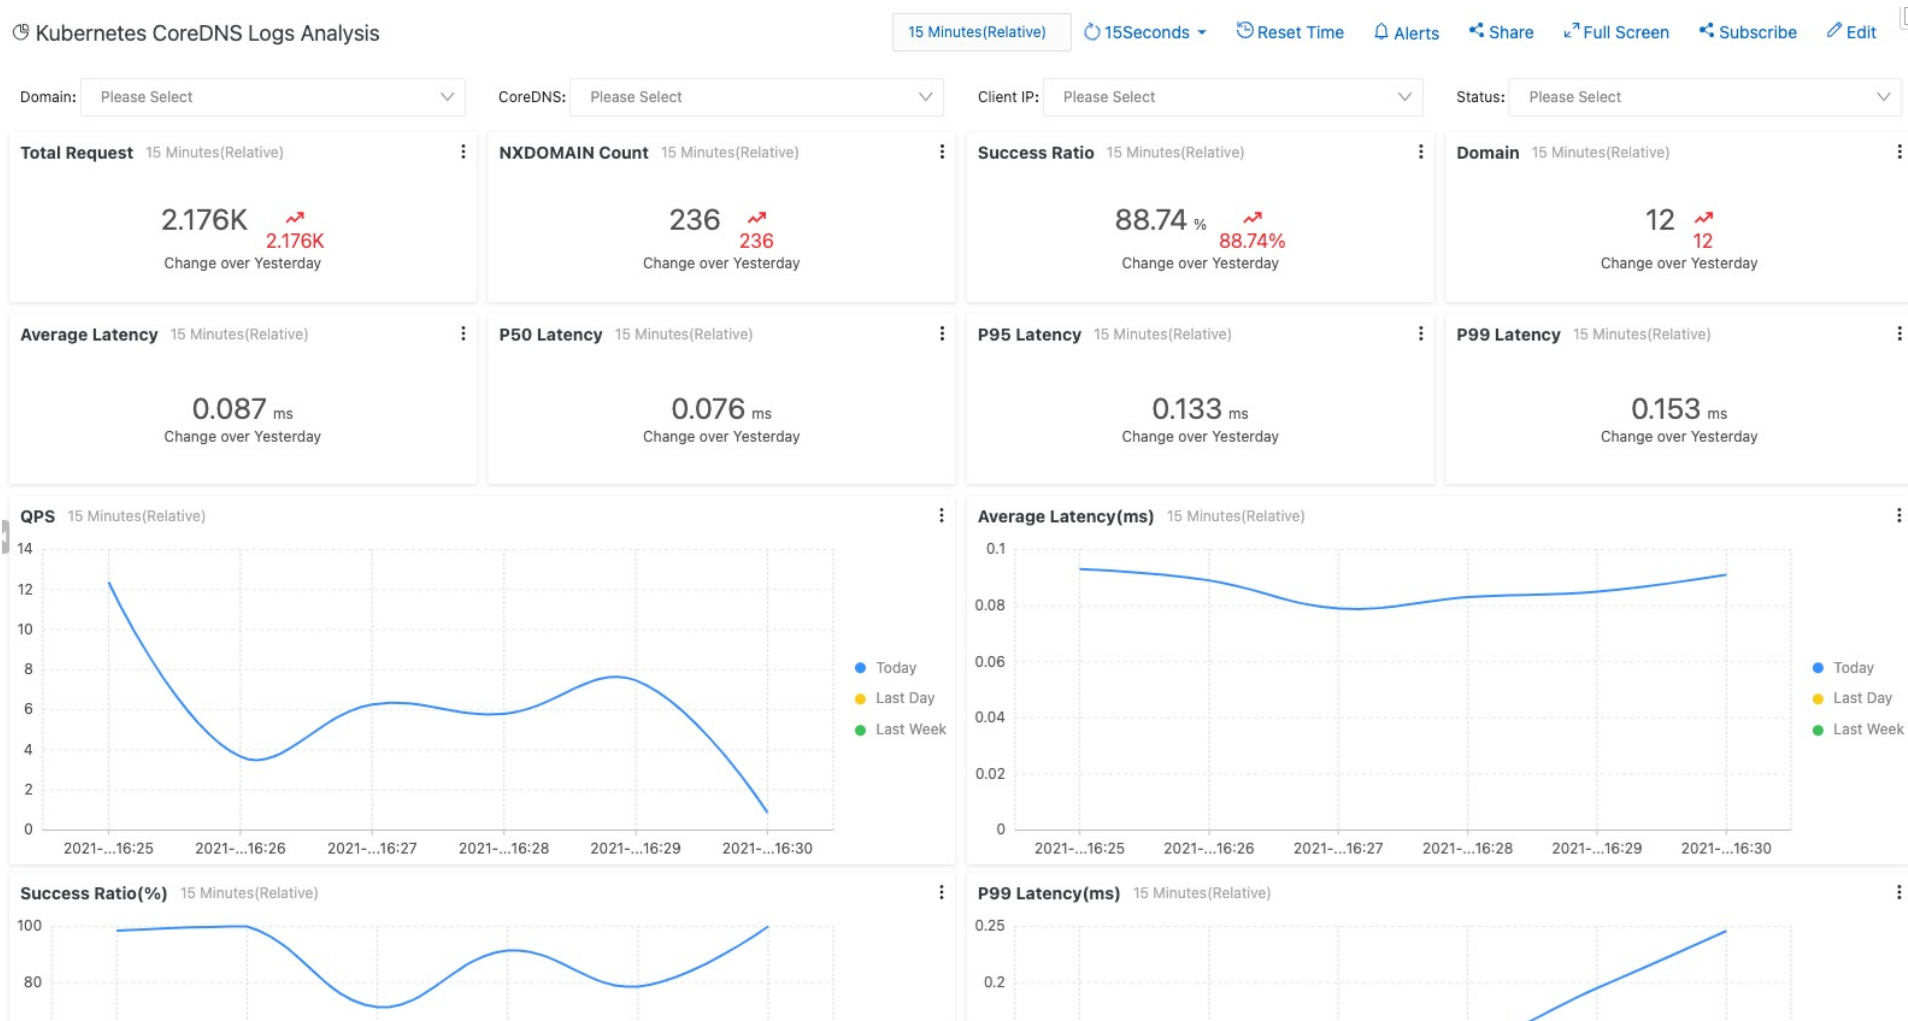 Kubernetes CoreDNS Logs Analysis
15 Minutes(Relative) 15Seconds Reset Time Alerts Share Full Screen Subscribe Edit
Domain: Please Select CoreDNS: Please Select Client IP: Please Select Status: Please Select
Total Request 15 Minutes(Relative)
2.176K
2.176K
Change over Yesterday
NXDOMAIN Count 15 Minutes(Relative)
236
236
Change over Yesterday
Success Ratio 15 Minutes(Relative)
88.74 %
88.74%
Change over Yesterday
Domain 15 Minutes(Relative)
12
12
Change over Yesterday
Average Latency 15 Minutes(Relative)
0.087 ms
Change over Yesterday
P50 Latency 15 Minutes(Relative)
0.076 ms
Change over Yesterday
P95 Latency 15 Minutes(Relative)
0.133 ms
Change over Yesterday
P99 Latency 15 Minutes(Relative)
0.153 ms
Change over Yesterday
QPS 15 Minutes(Relative)
14
12
10
8
6
4
2
0
2021-...16:25 2021-...16:26 2021-...16:27 2021-...16:28 2021-...16:29 2021-...16:30
Today
Last Day
Last Week
Average Latency(ms) 15 Minutes(Relative)
0.1
0.08
0.06
0.04
0.02
0
2021-...16:25 2021-...16:26 2021-...16:27 2021-...16:28 2021-...16:29 2021-...16:30
Today
Last Day
Last Week
Success Ratio(%) 15 Minutes(Relative)
100
80
P99 Latency(ms) 15 Minutes(Relative)
0.25
0.2